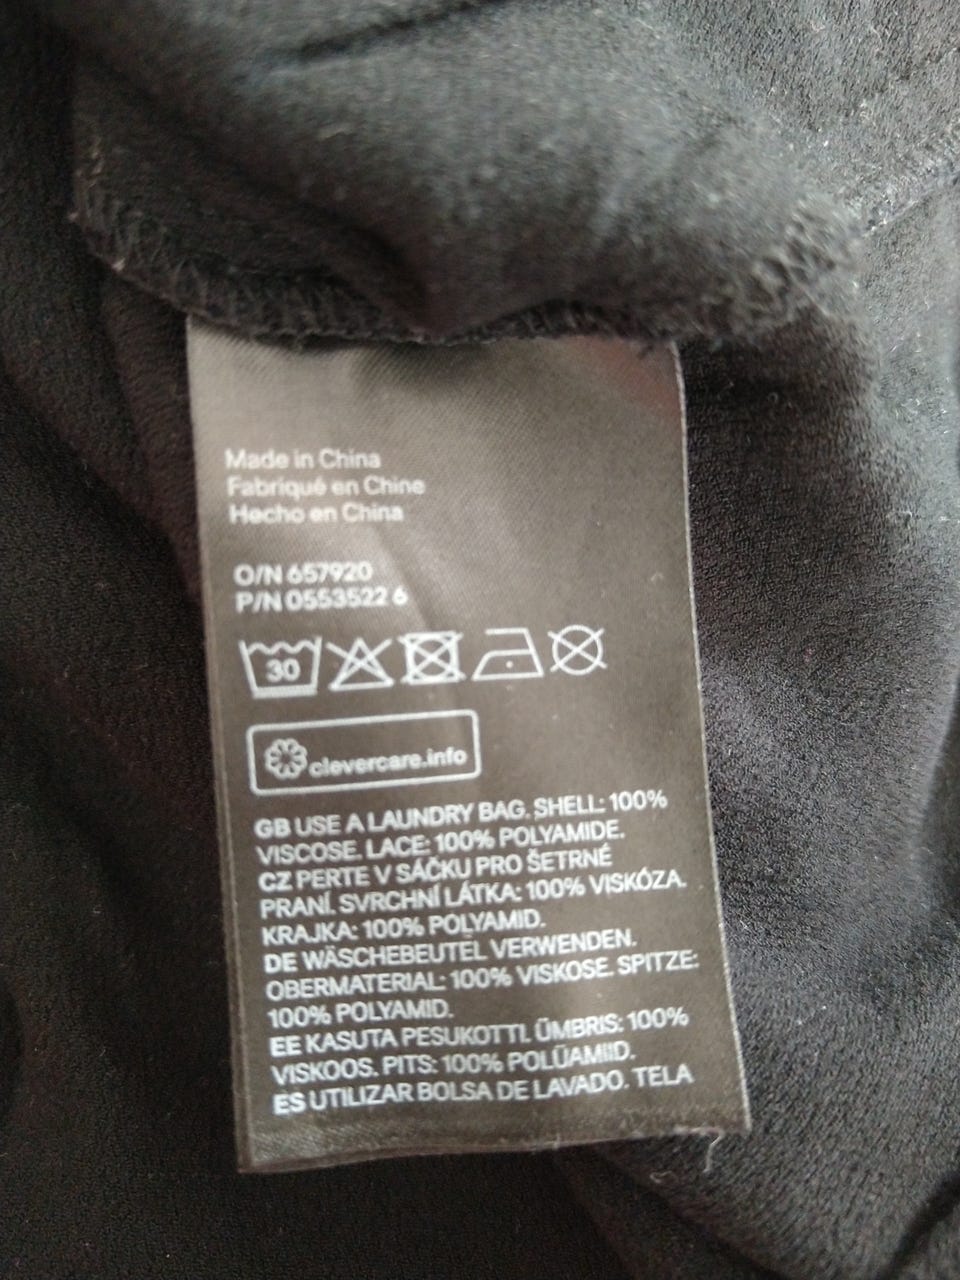 Made in China
Fabriqué en Chine
Hecho en China
O/N 657920
P/N 0553522 6
30
clevercare.info
GB USE A LAUNDRY BAG. SHELL: 100%
VISCOSE. LACE: 100% POLYAMIDE.
CZ PERTE V SÁČKU PRO ŠETRNÉ
PRANÍ. SVRCHNÍ LÁTKA: 100% VISKÓZA.
KRAJKA: 100% POLYAMID.
DE WÄSCHEBEUTEL VERWENDEN.
OBERMATERIAL: 100% VISKOSE. SPITZE:
100% POLYAMID.
EE KASUTA PESUKOTTI. ÜMBRIS: 100%
VISKOOS. PITS: 100% POLÜAMIID.
ES UTILIZAR BOLSA DE LAVADO. TELA